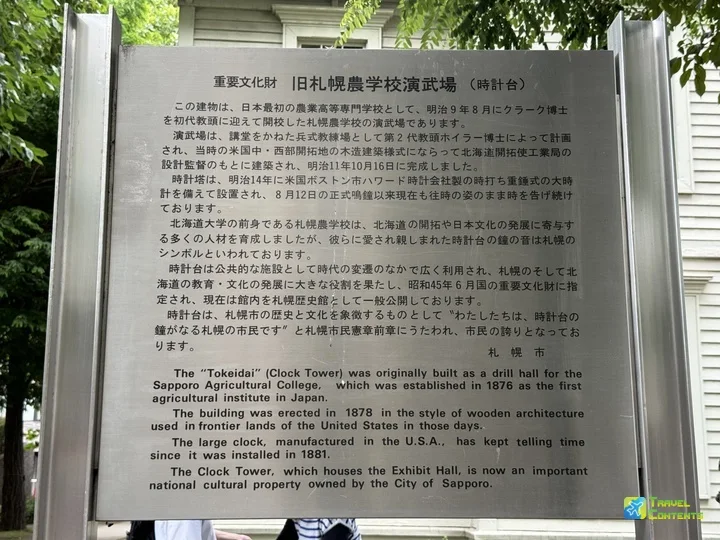 重要文化財 旧札幌農学校演武場（時計台）
この建物は、日本最初の農業高等専門学校として、明治9年8月にクラーク博士
を初代教頭に迎えて開校した札幌農学校の演武場であります。
演武場は、講堂をかねた兵式教練場として第2代教頭ホイラー博士によって計画
され、当時の米国中・西部開拓地の木造建築様式にならって北海道開拓使工業局の
設計監督のもとに建築され、明治11年10月16日に完成しました。
時計塔は、明治14年に米国ボストン市ハワード時計会社製の時打ち重錘式の大時
計を備えて設置され、8月12日の正式鳴鐘以来現在も往時の姿のまま時を告げ続け
ております。
北海道大学の前身である札幌農学校は、北海道の開拓や日本文化の発展に寄与す
る多くの人材を育成しましたが、彼らに愛され親しまれた時計台の鐘の音は札幌の
シンボルといわれております。
時計台は公共的な施設として時代の変遷のなかで広く利用され、札幌のそして北
海道の教育・文化の発展に大きな役割を果たし、昭和45年6月国の重要文化財に指
定され、現在は館内を札幌歴史館として一般公開しております。
時計台は、札幌市の歴史と文化を象徴するものとして〝わたしたちは、時計台の
鐘がなる札幌の市民です〟と札幌市民憲章前章にうたわれ、市民の誇りとなってお
ります。
札幌市
The "Tokeidai" (Clock Tower) was originally built as a drill hall for the
Sapporo Agricultural College, which was established in 1876 as the first
agricultural institute in Japan.
The building was erected in 1878 in the style of wooden architecture
used in frontier lands of the United States in those days.
The large clock, manufactured in the U.S.A., has kept telling time
since it was installed in 1881.
The Clock Tower, which houses the Exhibit Hall, is now an important
national cultural property owned by the City of Sapporo.
TRAVEL
CONTENTS